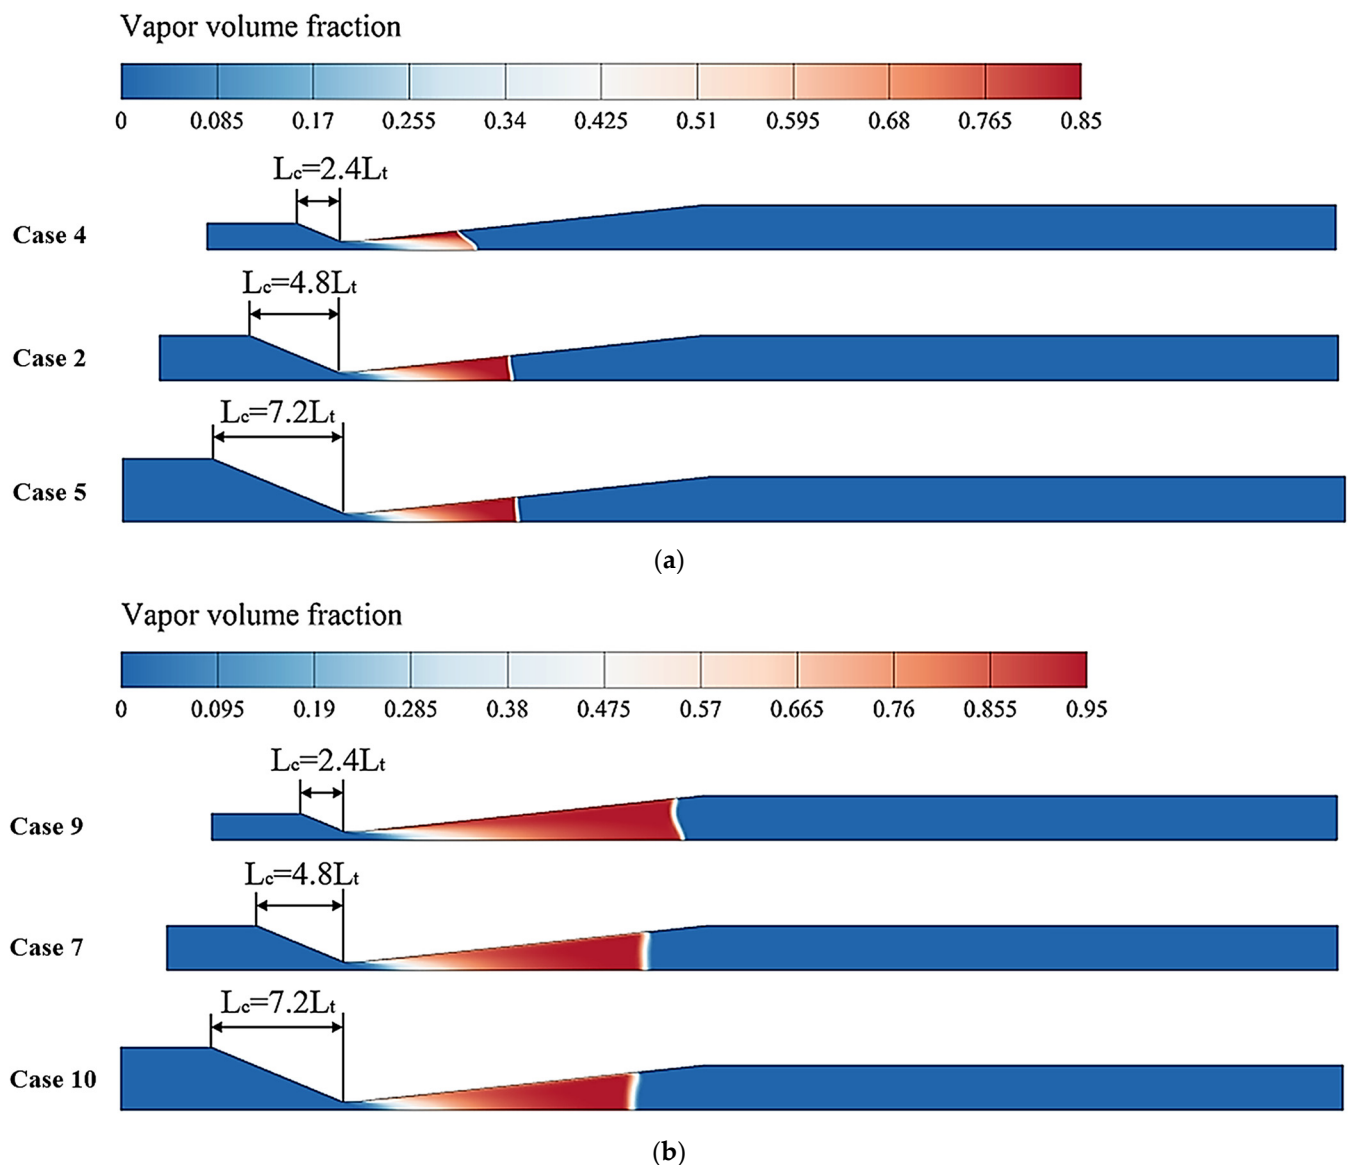 Vapor volume fraction
0 0.085 0.17 0.255 0.34 0.425 0.51 0.595 0.68 0.765 0.85
Lc=2.4Lt
Case 4
Lc=4.8Lt
Case 2
Lc=7.2Lt
Case 5
(a)
Vapor volume fraction
0 0.095 0.19 0.285 0.38 0.475 0.57 0.665 0.76 0.855 0.95
Lc=2.4Lt
Case 9
Lc=4.8Lt
Case 7
Lc=7.2Lt
Case 10
(b)